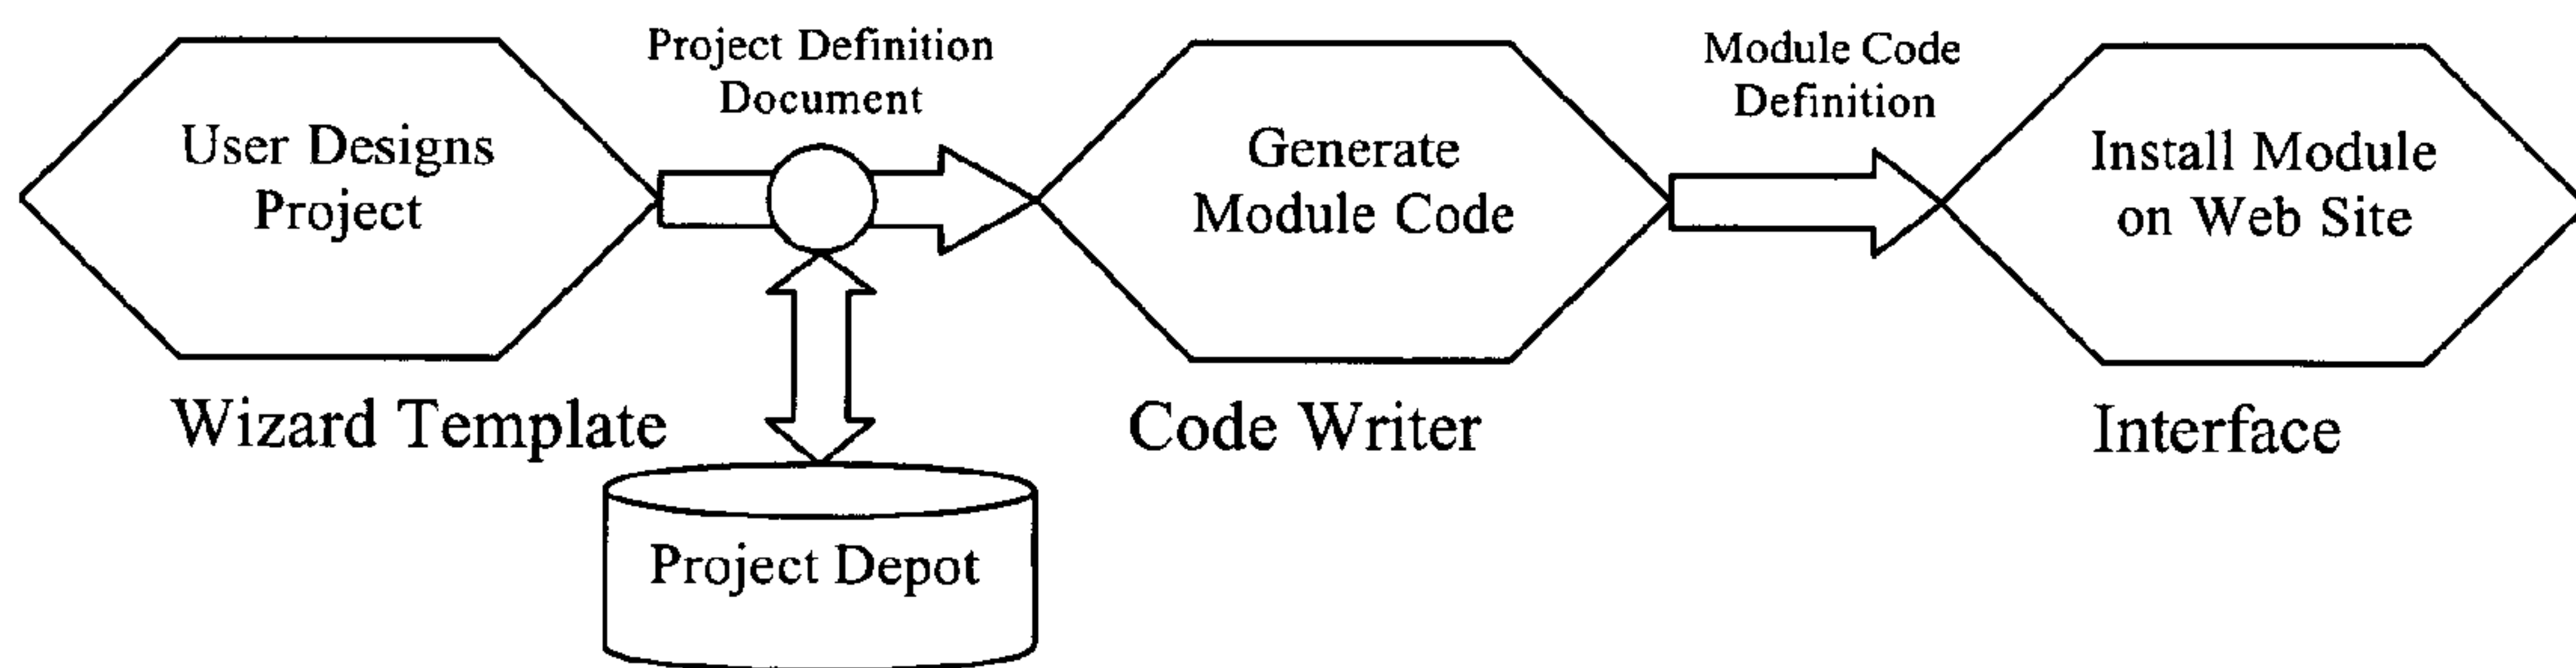 User Designs
Project
Project Definition
Document
Generate
Module Code
Module Code
Definition
Install Module
on Web Site
Wizard Template
Code Writer
Interface
Project Depot